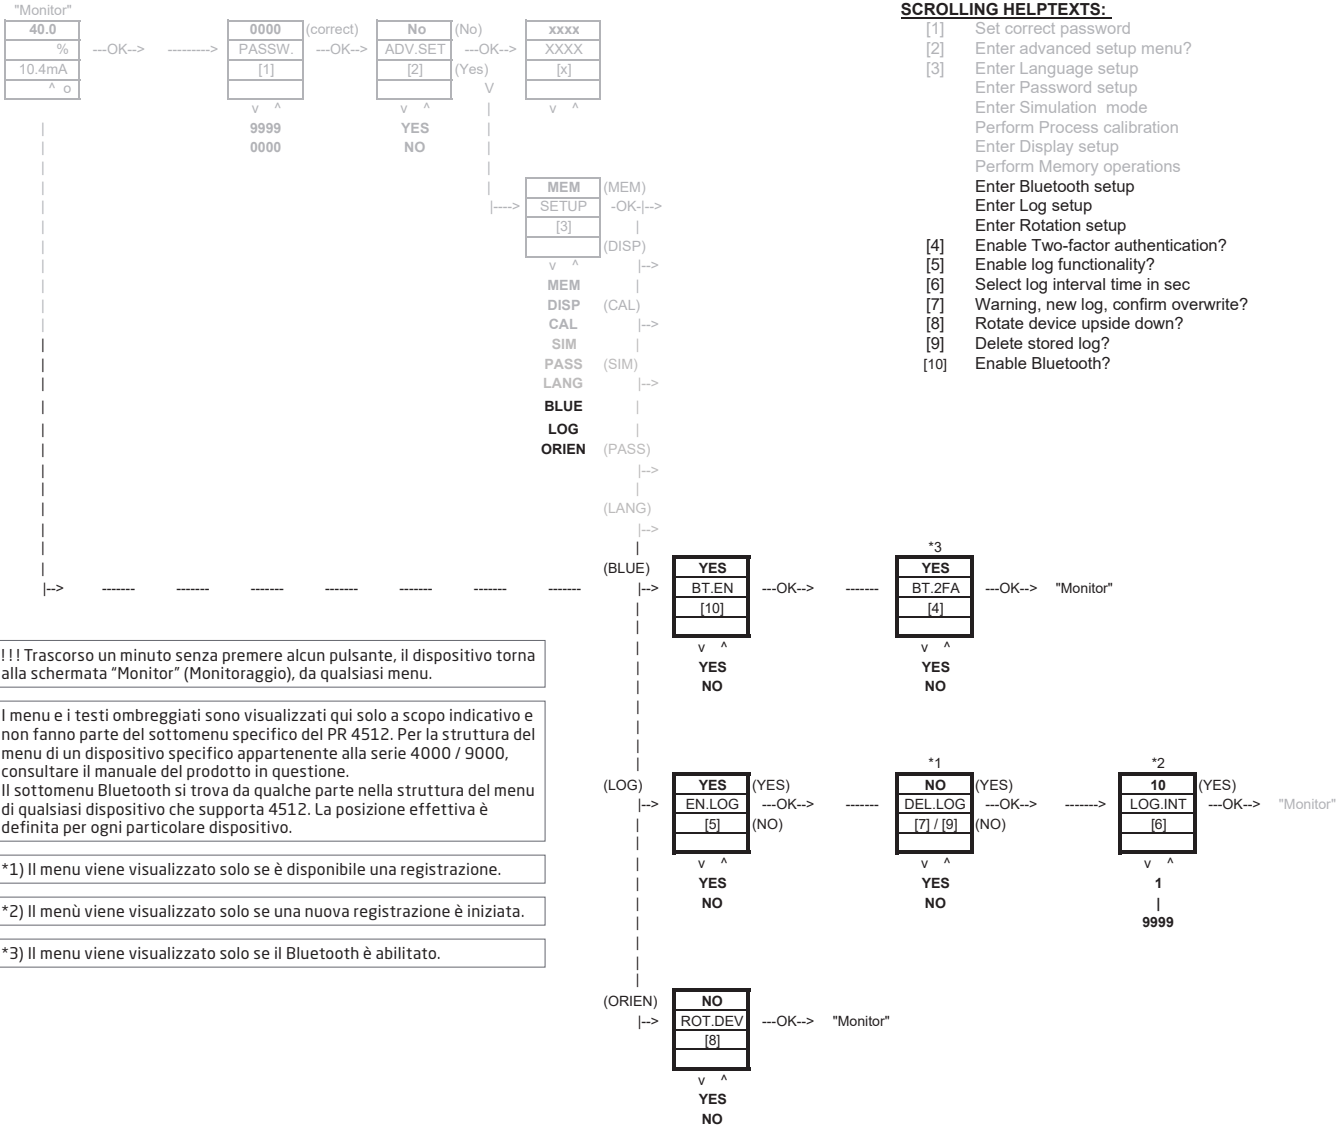 "Monitor"
40.0 0000 (correct) No (No) xxxx
% ---OK--> ---------> PASSW. ---OK--> ADV.SET ---OK--> XXXX
10.4mA [1] [2] (Yes) [x]
^ o V
v ^ v ^ | v ^
| 9999 YES |
| 0000 NO |
| |
| MEM (MEM)
| |----> SETUP -OK-|-->
| [3] |
| (DISP)
| v ^ |-->
| MEM |
| DISP (CAL)
| CAL |-->
| SIM |
| PASS (SIM)
| LANG |-->
| BLUE |
| LOG |
| ORIEN (PASS)
| |-->
| |
| (LANG)
| |-->
| |
SCROLLING HELPTEXTS:
[1] Set correct password
[2] Enter advanced setup menu?
[3] Enter Language setup
Enter Password setup
Enter Simulation mode
Perform Process calibration
Enter Display setup
Perform Memory operations
Enter Bluetooth setup
Enter Log setup
Enter Rotation setup
[4] Enable Two-factor authentication?
[5] Enable log functionality?
[6] Select log interval time in sec
[7] Warning, new log, confirm overwrite?
[8] Rotate device upside down?
[9] Delete stored log?
[10] Enable Bluetooth?
*3
| (BLUE) YES YES
|--> ------- ------- ------- ------- ------- ------- ------- |--> BT.EN ---OK--> ------- BT.2FA ---OK--> "Monitor"
[10] [4]
v ^ v ^
YES YES
NO NO
!!! Trascorso un minuto senza premere alcun pulsante, il dispositivo torna
alla schermata “Monitor” (Monitoraggio), da qualsiasi menu.
I menu e i testi ombreggiati sono visualizzati qui solo a scopo indicativo e
non fanno parte del sottomenu specifico del PR 4512. Per la struttura del
menu di un dispositivo specifico appartenente alla serie 4000 / 9000,
consultare il manuale del prodotto in questione.
Il sottomenu Bluetooth si trova da qualche parte nella struttura del menu
di qualsiasi dispositivo che supporta 4512. La posizione effettiva è
definita per ogni particolare dispositivo.
*1) Il menu viene visualizzato solo se è disponibile una registrazione.
*2) Il menù viene visualizzato solo se una nuova registrazione è iniziata.
*3) Il menu viene visualizzato solo se il Bluetooth è abilitato.
*1 *2
(LOG) YES (YES) NO (YES) 10 (YES)
|--> EN.LOG ---OK--> ------- DEL.LOG ---OK--> -------> LOG.INT ---OK--> "Monitor"
[5] (NO) [7] / [9] (NO) [6]
v ^ v ^ v ^
YES YES 1
NO NO |
9999
(ORIEN) NO
|--> ROT.DEV ---OK--> "Monitor"
[8]
v ^
YES
NO